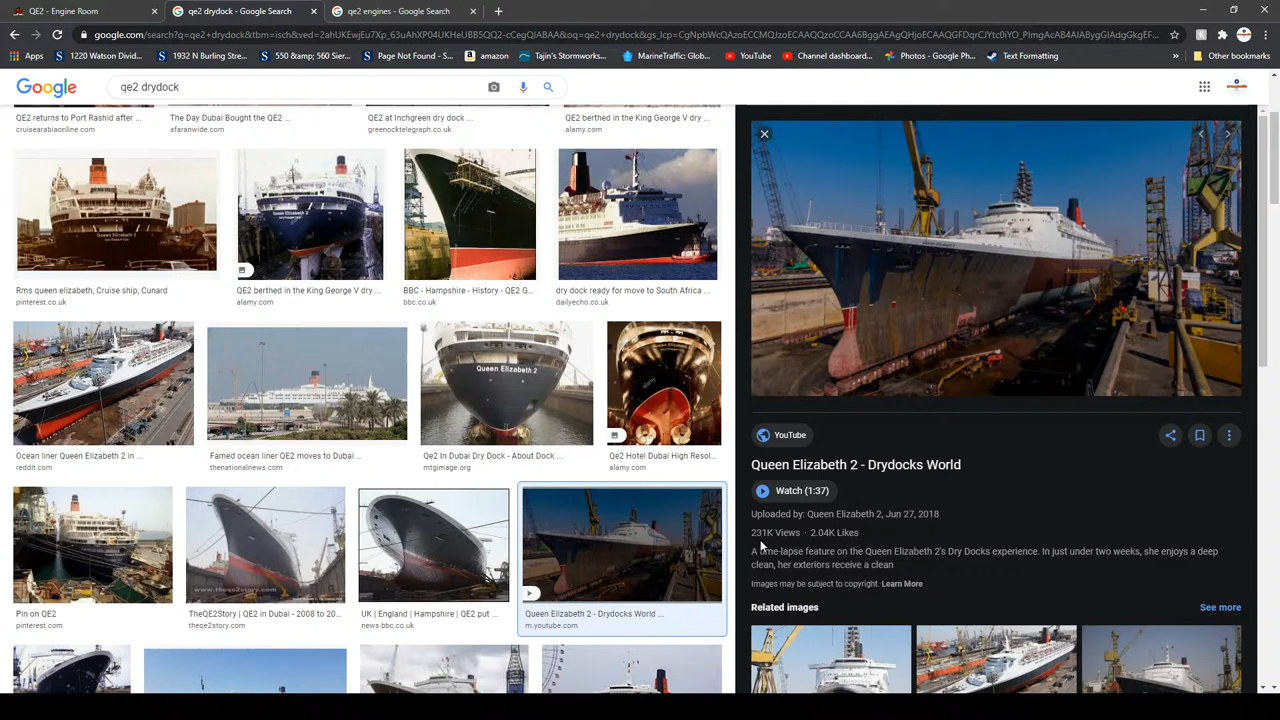 QE2 - Engine Room
qe2 drydock - Google Search
qe2 engines - Google Search
Apps
1220 Watson Divid...
1932 N Burling Street...
550 &amp; 560 Sier...
Page Not Found - S...
amazon
Tajin's Stormworks...
MarineTraffic: Glob...
YouTube
Channel dashboard...
Photos - Google Ph...
Text Formatting
»
Other bookmarks
Google
qe2 drydock
QE2 returns to Port Rashid after ...
cruisearabiaonline.com
The Day Dubai Bought the QE2 ...
afaranwide.com
QE2 at Inchgreen dry dock ...
greenocktelegraph.co.uk
QE2 berthed in the King George V dry ...
alamy.com
Rms queen elizabeth, Cruise ship, Cunard
pinterest.co.uk
QE2 berthed in the King George V dry ...
alamy.com
BBC - Hampshire - History - QE2 G...
bbc.co.uk
dry dock ready for move to South Africa ...
dailyecho.co.uk
Queen Elizabeth 2
Ocean liner Queen Elizabeth 2 in ...
reddit.com
Famed ocean liner QE2 moves to Dubai ...
thenationalnews.com
Qe2 In Dubai Dry Dock - About Dock ...
mtgimage.org
Qe2 Hotel Dubai High Resol...
alamy.com
www.theqe2story.com
Pin on QE2
pinterest.com
TheQE2Story | QE2 in Dubai - 2008 to 20...
theqe2story.com
UK | England | Hampshire | QE2 put ...
news.bbc.co.uk
Queen Elizabeth 2 - Drydocks World ...
m.youtube.com
YouTube
Queen Elizabeth 2 - Drydocks World
Watch (1:37)
Uploaded by: Queen Elizabeth 2, Jun 27, 2018
231K Views · 2.04K Likes
A time-lapse feature on the Queen Elizabeth 2's Dry Docks experience. In just under two weeks, she enjoys a deep
clean, her exteriors receive a clean
Images may be subject to copyright. Learn More
Related images
See more